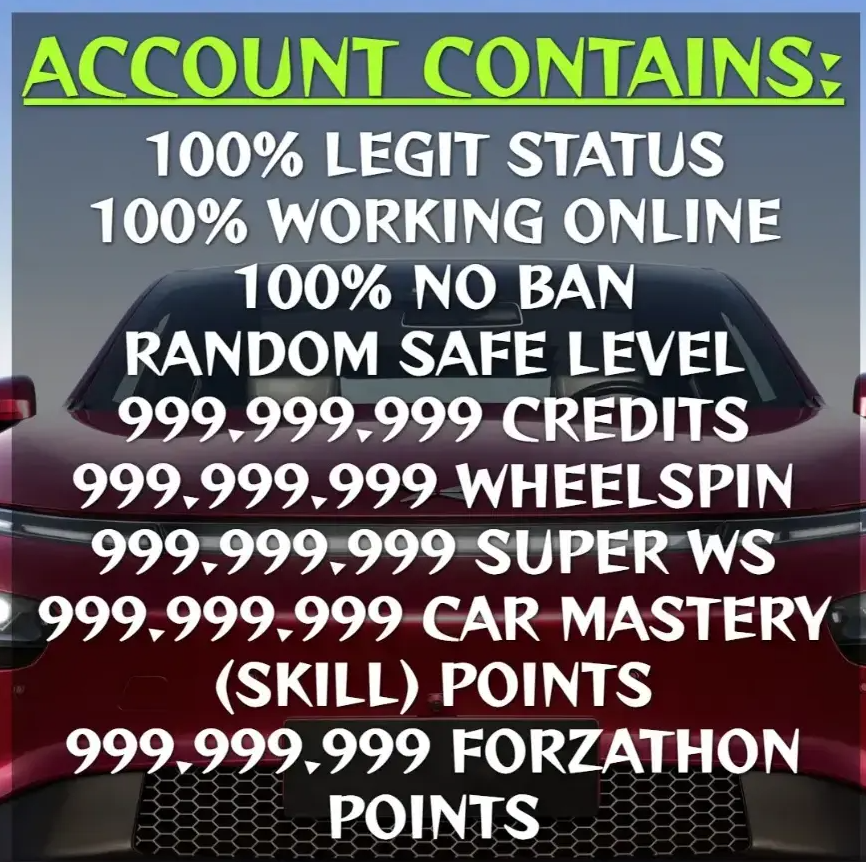 ACCOUNT CONTAINS:
100% LEGIT STATUS
100% WORKING ONLINE
100% NO BAN
RANDOM SAFE LEVEL
999.999.999 CREDITS
999.999.999 WHEELSPIN
999.999.999 SUPER WS
999.999.999 CAR MASTERY
(SKILL) POINTS
999.999.999 FORZATHON
POINTS